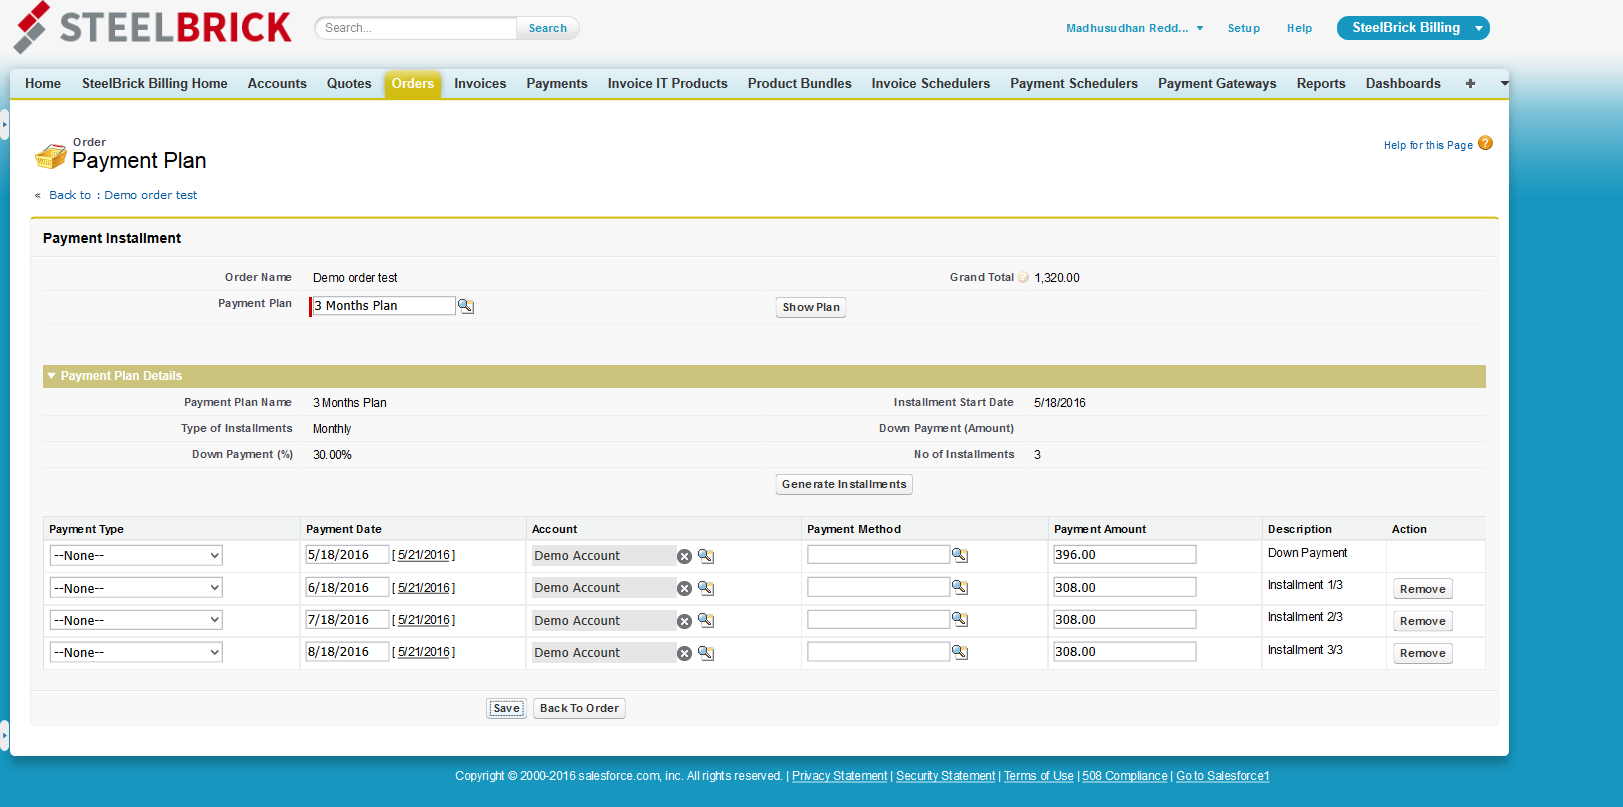 STEELBRICK
Search...
Search
Madhusudhan Redd...
Setup
Help
SteelBrick Billing
Home SteelBrick Billing Home Accounts Quotes Orders Invoices Payments Invoice IT Products Product Bundles Invoice Schedulers Payment Schedulers Payment Gateways Reports Dashboards +
Order
Payment Plan
Help for this Page ?
« Back to : Demo order test
Payment Installment
Order Name Demo order test Grand Total ? 1,320.00
Payment Plan 3 Months Plan Show Plan
Payment Plan Details
Payment Plan Name 3 Months Plan Installment Start Date 5/18/2016
Type of Installments Monthly Down Payment (Amount)
Down Payment (%) 30.00% No of Installments 3
Generate Installments
Payment Type Payment Date Account Payment Method Payment Amount Description Action
--None-- 5/18/2016 [ 5/21/2016 ] Demo Account 396.00 Down Payment
--None-- 6/18/2016 [ 5/21/2016 ] Demo Account 308.00 Installment 1/3 Remove
--None-- 7/18/2016 [ 5/21/2016 ] Demo Account 308.00 Installment 2/3 Remove
--None-- 8/18/2016 [ 5/21/2016 ] Demo Account 308.00 Installment 3/3 Remove
Save Back To Order
Copyright © 2000-2016 salesforce.com, inc. All rights reserved. | Privacy Statement | Security Statement | Terms of Use | 508 Compliance | Go to Salesforce1